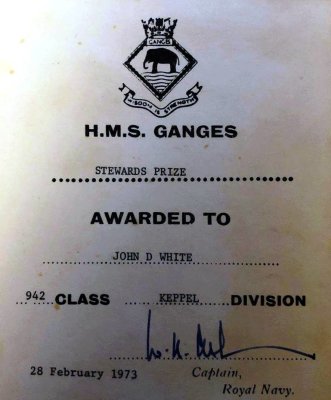 GANGES
WISDOM IS STRENGTH
H.M.S. GANGES
STEWARDS PRIZE
AWARDED TO
JOHN D WHITE
942 CLASS KEPPEL DIVISION
28 February 1973 Captain,
Royal Navy.